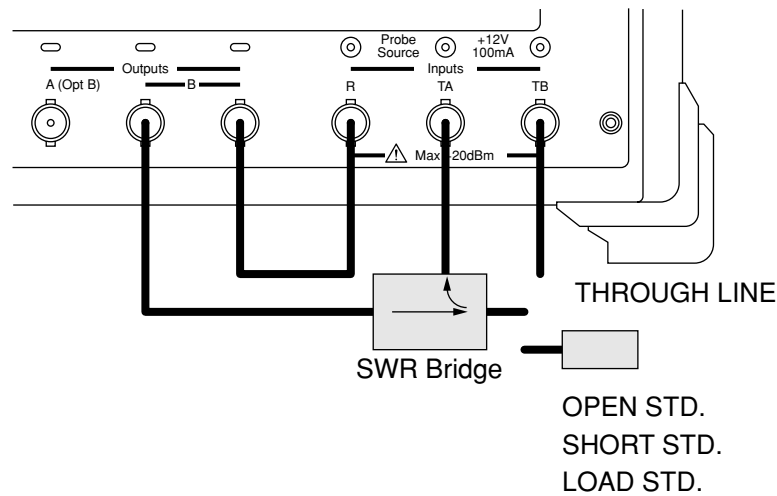 Probe
Source
+12V
100mA
Outputs
Inputs
A (Opt B)
B
R
TA
TB
Max +20dBm
THROUGH LINE
SWR Bridge
OPEN STD.
SHORT STD.
LOAD STD.